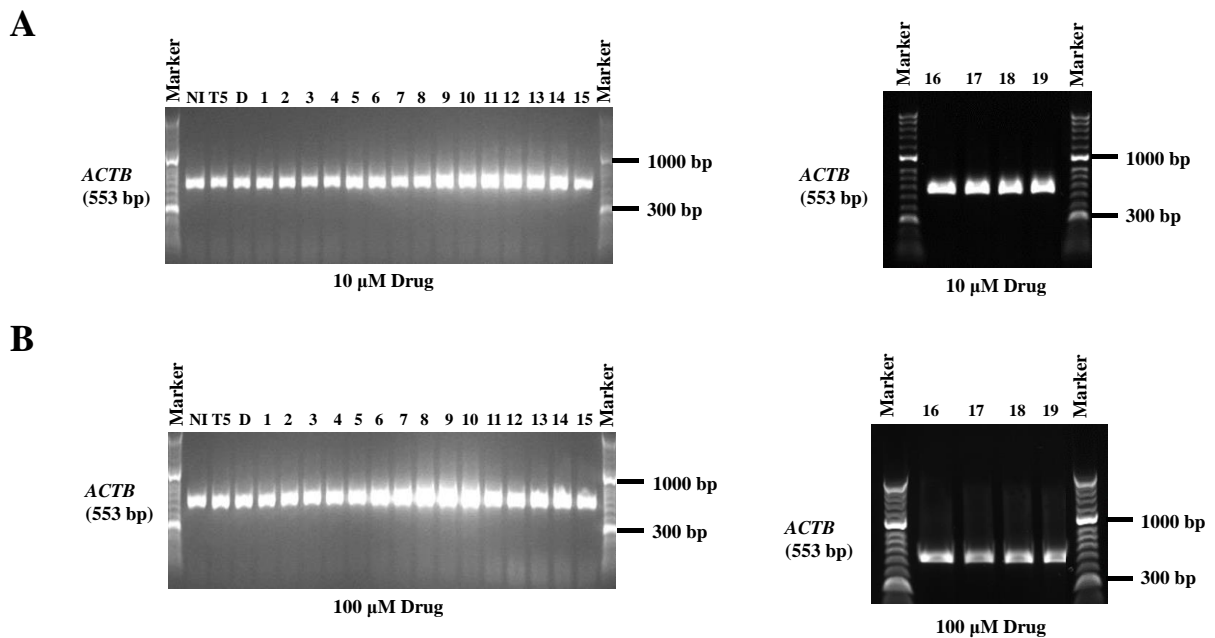 A
Marker
NI T5 D 1 2 3 4 5 6 7 8 9 10 11 12 13 14 15
Marker
ACTB
(553 bp)
1000 bp
300 bp
10 μM Drug
Marker
16 17 18 19
Marker
ACTB
(553 bp)
1000 bp
300 bp
10 μM Drug
B
Marker
NI T5 D 1 2 3 4 5 6 7 8 9 10 11 12 13 14 15
Marker
ACTB
(553 bp)
1000 bp
300 bp
100 μM Drug
Marker
16 17 18 19
Marker
ACTB
(553 bp)
1000 bp
300 bp
100 μM Drug